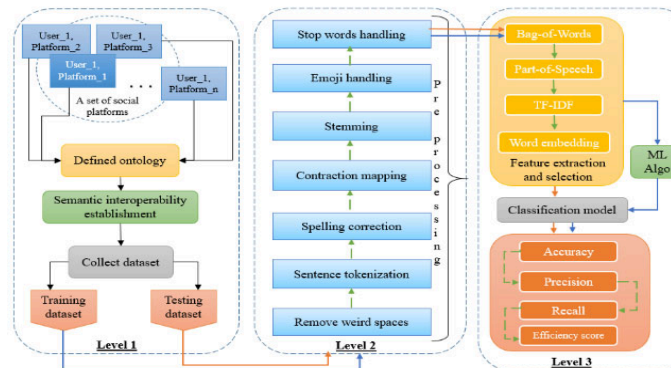 User_1,
Platform_2
User_1,
Platform_3
User_1,
Platform_1
. . .
User_1,
Platform_n
A set of social
platforms
Defined ontology
Semantic interoperability
establishment
Collect dataset
Training
dataset
Testing
dataset
Level 1
Stop words handling
Emoji handling
Stemming
Contraction mapping
Spelling correction
Sentence tokenization
Remove weird spaces
Level 2
Pre processing
Bag-of-Words
Part-of-Speech
TF-IDF
Word embedding
Feature extraction
and selection
ML
Algo
Classification model
Accuracy
Precision
Recall
Efficiency score
Level 3